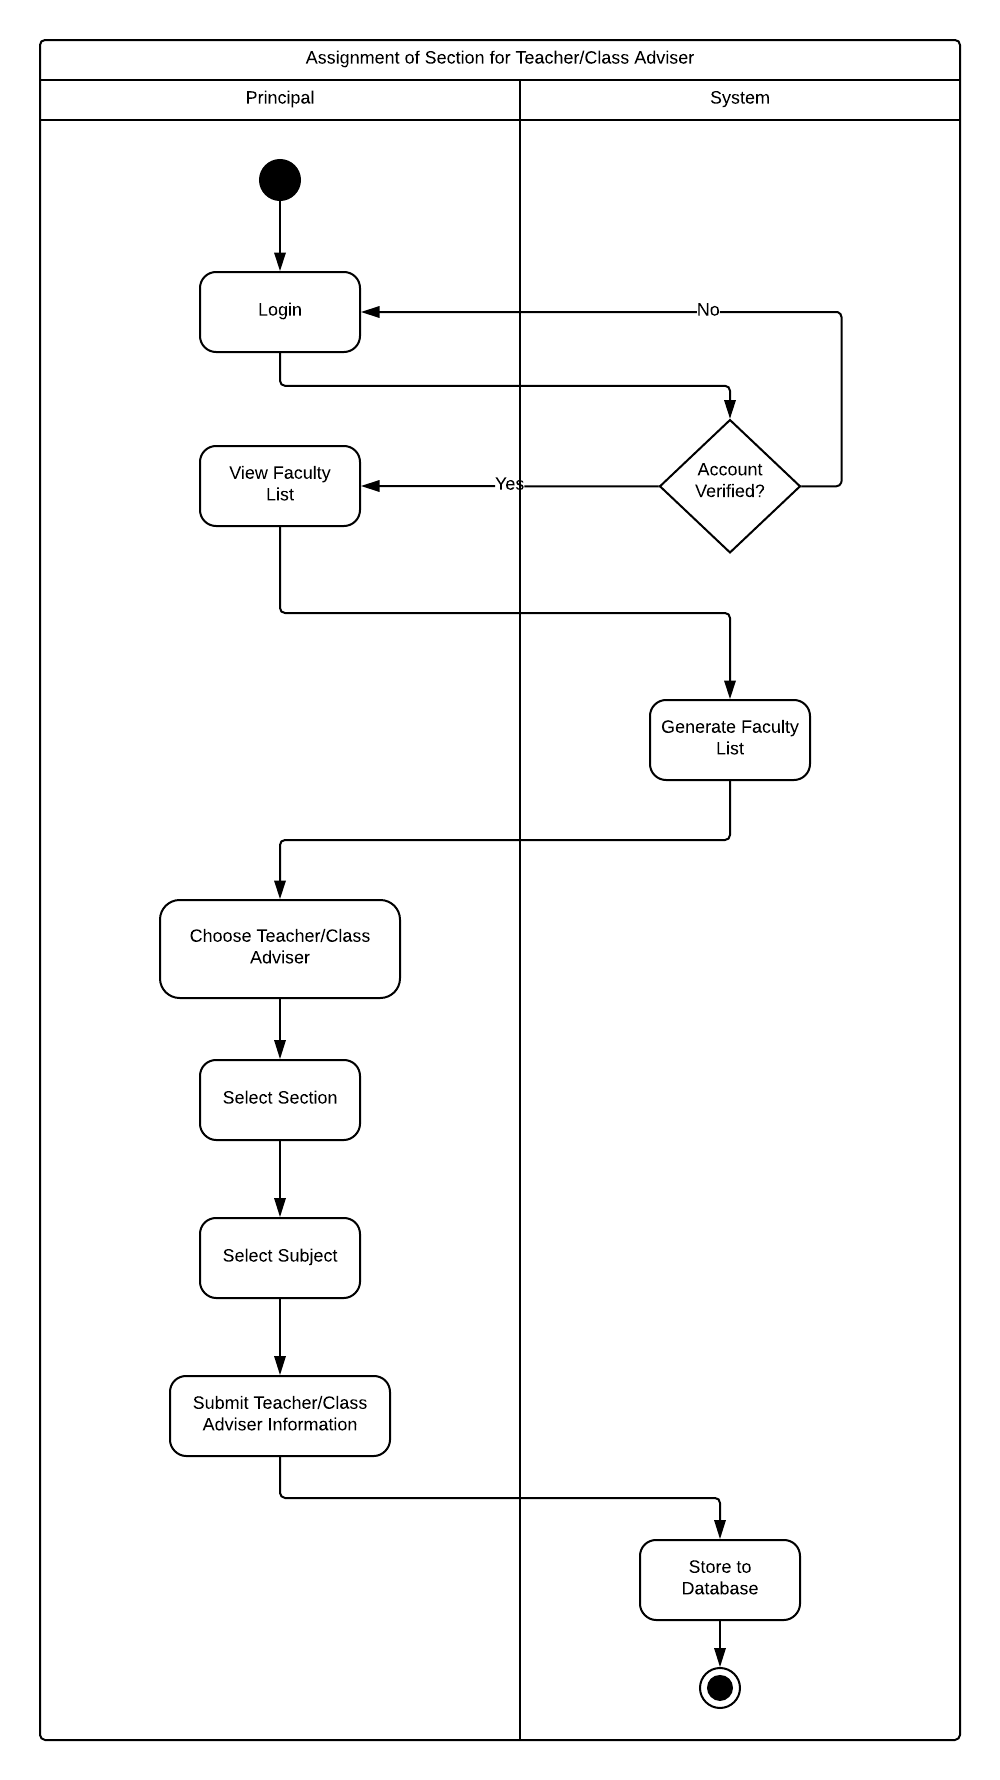 Assignment of Section for Teacher/Class Adviser
Principal
System
Login
No
View Faculty
List
Yes
Account
Verified?
Generate Faculty
List
Choose Teacher/Class
Adviser
Select Section
Select Subject
Submit Teacher/Class
Adviser Information
Store to
Database